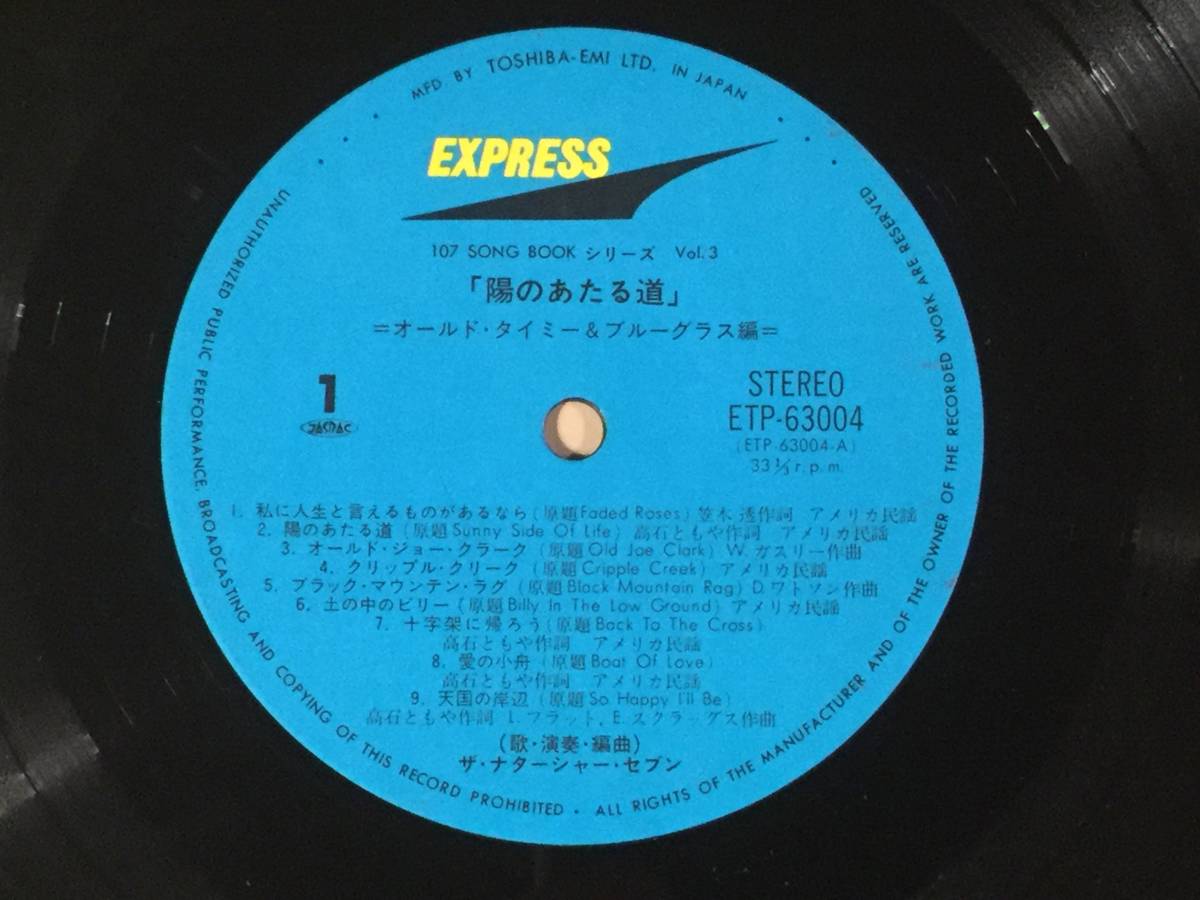 MFD. BY TOSHIBA-EMI LTD. IN JAPAN
EXPRESS
107 SONG BOOK シリーズ Vol.3
「陽のあたる道」
=オールド・タイミー&ブルーグラス編=
1
JASRAC
STEREO
ETP-63004
(ETP-63004-A)
33⅓ r.p.m.
1. 私に人生と言えるものがあるなら(原題Faded Roses) 笠木透作詞 アメリカ民謡
2. 陽のあたる道(原題Sunny Side Of Life) 高石ともや作詞 アメリカ民謡
3. オールド・ジョー・クラーク (原題Old Joe Clark) W.ガスリー作曲
4. クリップル・クリーク (原題Cripple Creek) アメリカ民謡
5. ブラック・マウンテン・ラグ(原題Black Mountain Rag) D.ワトソン作曲
6. 土の中のビリー(原題Billy In The Low Ground) アメリカ民謡
7. 十字架に帰ろう(原題Back To The Cross)
高石ともや作詞 アメリカ民謡
8. 愛の小舟 (原題Boat Of Love)
高石ともや作詞 アメリカ民謡
9. 天国の岸辺 (原題So Happy I'll Be)
高石ともや作詞 L.フラット, E.スクラッグス作曲
(歌・演奏・編曲)
ザ・ナターシャー・セブン
UNAUTHORIZED PUBLIC PERFORMANCE, BROADCASTING AND COPYING OF THIS RECORD PROHIBITED • ALL RIGHTS OF THE MANUFACTURER AND OF THE OWNER OF THE RECORDED WORK ARE RESERVED